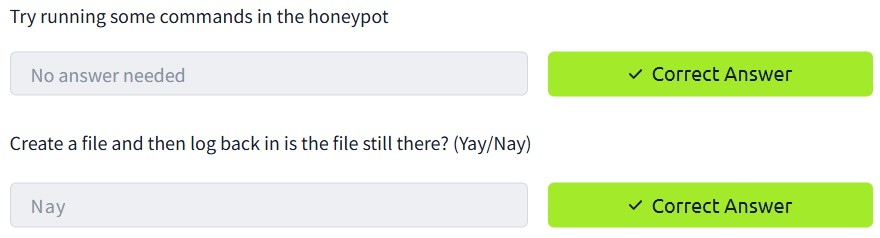 Try running some commands in the honeypot
No answer needed
✓ Correct Answer
Create a file and then log back in is the file still there? (Yay/Nay)
Nay
✓ Correct Answer